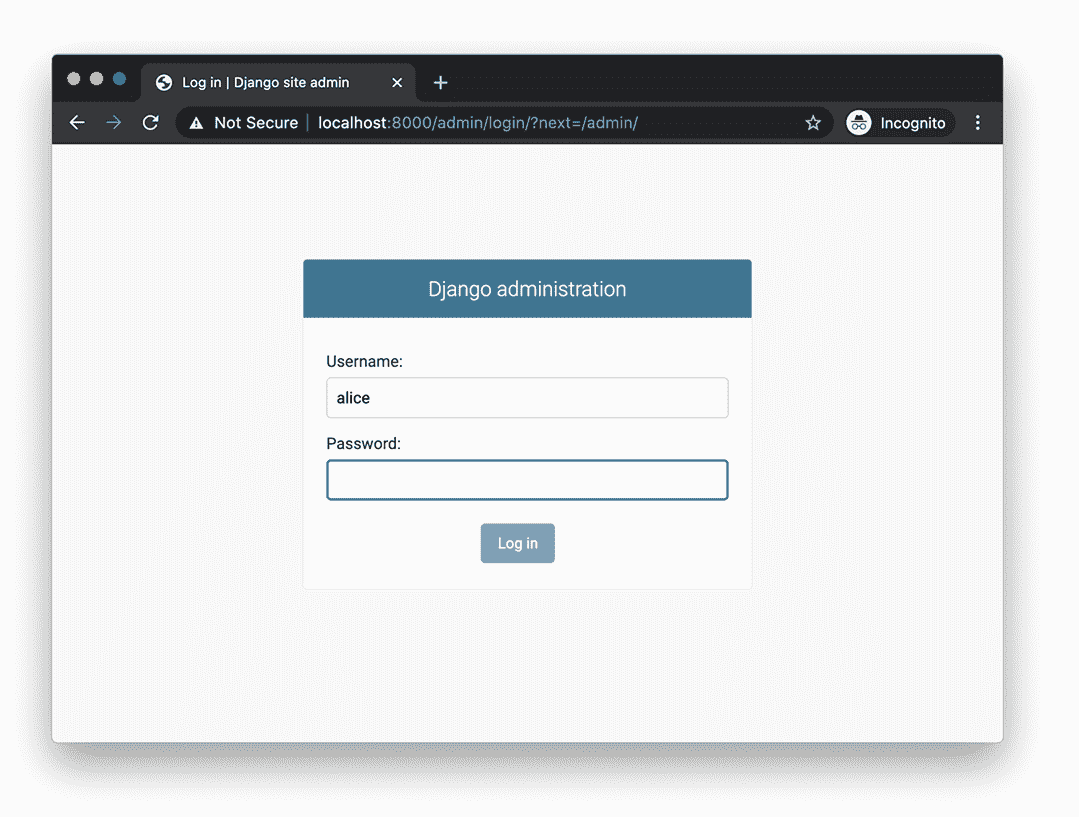 Log in | Django site admin
Not Secure | localhost:8000/admin/login/?next=/admin/
Incognito
Django administration
Username:
alice
Password:
Log in